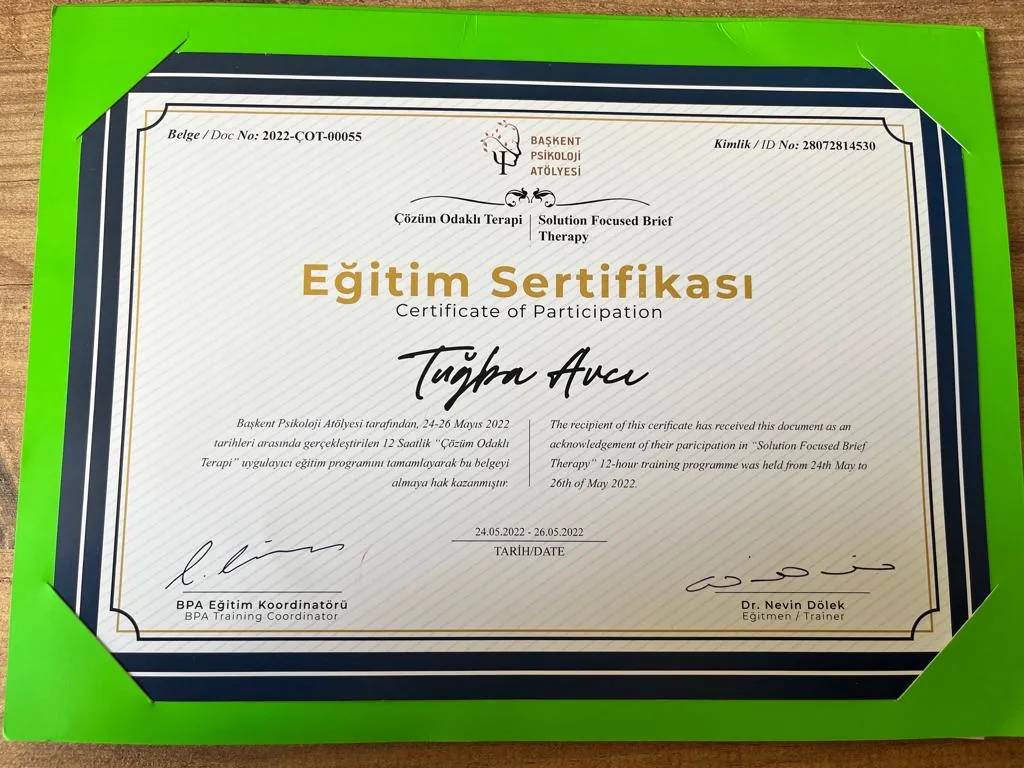 Belge / Doc No: 2022-ÇOT-00055
BAŞKENT
PSİKOLOJİ
ATÖLYESİ
Kimlik / ID No: 28072814530
Çözüm Odaklı Terapi
Solution Focused Brief
Therapy
Eğitim Sertifikası
Certificate of Participation
Tuğba Avcı
Başkent Psikoloji Atölyesi tarafından, 24-26 Mayıs 2022
tarihleri arasında gerçekleştirilen 12 Saatlik "Çözüm Odaklı
Terapi" uygulayıcı eğitim programını tamamlayarak bu belgeyi
almaya hak kazanmıştır.
The recipient of this cerificate has received this document as an
acknowledgement of their paricipation in "Solution Focused Brief
Therapy" 12-hour training programme was held from 24th May to
26th of May 2022.
24.05.2022 - 26.05.2022
TARİH/DATE
BPA Eğitim Koordinatörü
BPA Training Coordinator
Dr. Nevin Dölek
Eğitmen / Trainer